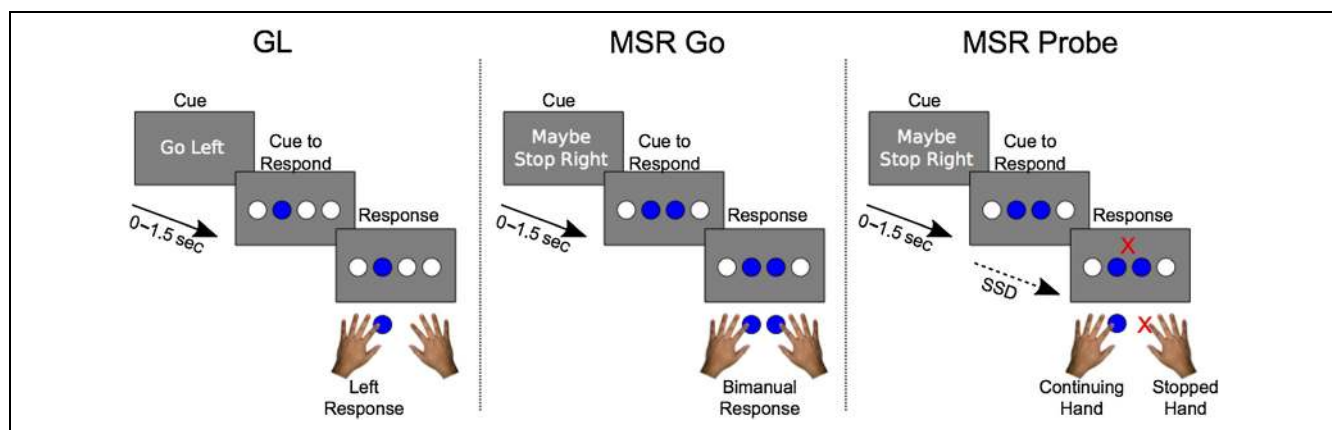 GL
Cue
Go Left
Cue to
Respond
0–1.5 sec
Response
Left
Response
MSR Go
Cue
Maybe
Stop Right
Cue to
Respond
0–1.5 sec
Response
Bimanual
Response
MSR Probe
Cue
Maybe
Stop Right
Cue to
Respond
0–1.5 sec
Response
X
SSD
X
Continuing
Hand
Stopped
Hand